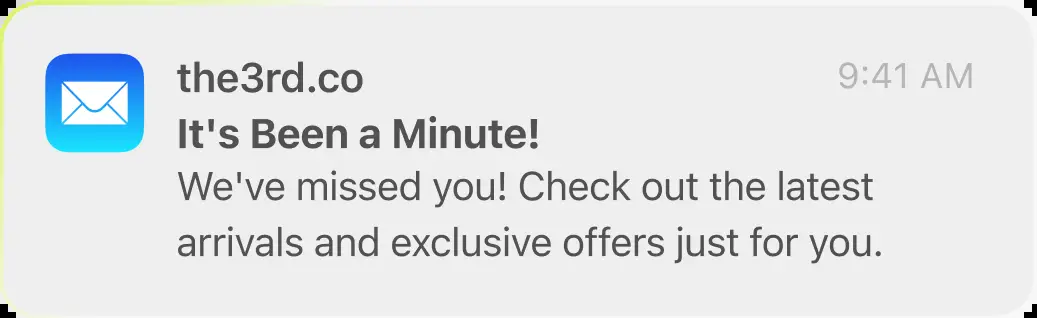 the3rd.co
9:41 AM
It's Been a Minute!
We've missed you! Check out the latest
arrivals and exclusive offers just for you.